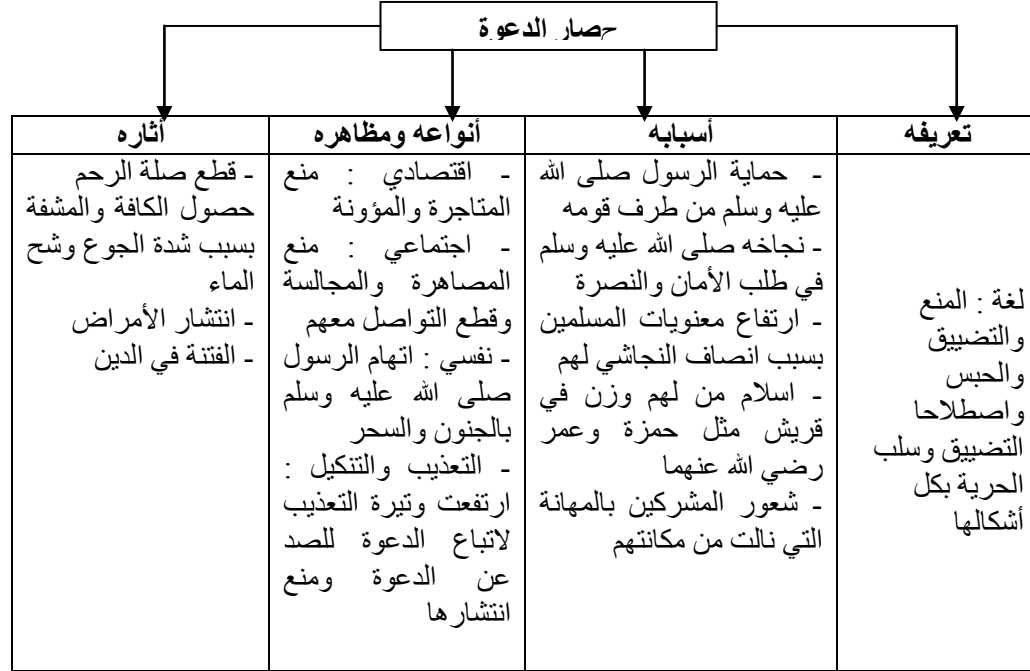 حصار الدعوة
تعريفه
لغة : المنع
والتضييق
والحبس
واصطلاحا
التضييق وسلب
الحرية بكل
أشكالها
أسبابه
- حماية الرسول صلى الله
عليه وسلم من طرف قومه
- نجاخه صلى الله عليه وسلم
في طلب الأمان والنصرة
- ارتفاع معنويات المسلمين
بسبب انصاف النجاشي لهم
- اسلام من لهم وزن في
قريش مثل حمزة وعمر
رضي الله عنهما
- شعور المشركين بالمهانة
التي نالت من مكانتهم
أنواعه ومظاهره
- اقتصادي : منع
المتاجرة والمؤونة
- اجتماعي : منع
المصاهرة والمجالسة
وقطع التواصل معهم
- نفسي : اتهام الرسول
صلى الله عليه وسلم
بالجنون والسحر
- التعذيب والتنكيل :
ارتفعت وتيرة التعذيب
لاتباع الدعوة للصد
عن الدعوة ومنع
انتشارها
أثاره
- قطع صلة الرحم
حصول الكافة والمشفة
بسبب شدة الجوع وشح
الماء
- انتشار الأمراض
- الفتنة في الدين